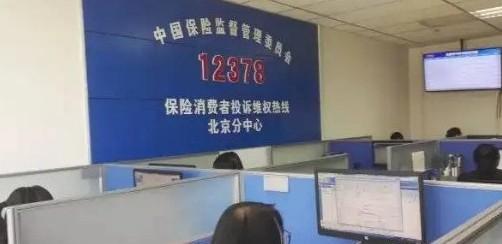 中国保险监督管理委员会
12378
保险消费者投诉维权热线
北京分中心